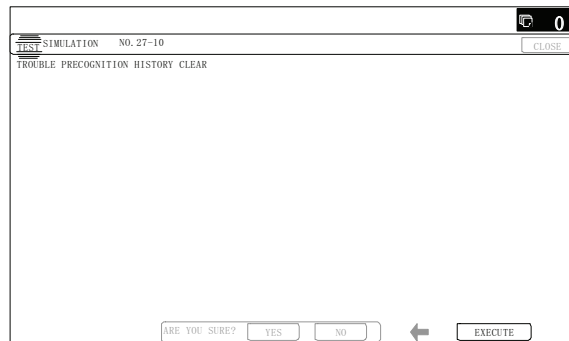 0
TEST SIMULATION NO.27-10 CLOSE
TROUBLE PRECOGNITION HISTORY CLEAR
ARE YOU SURE? YES NO EXECUTE